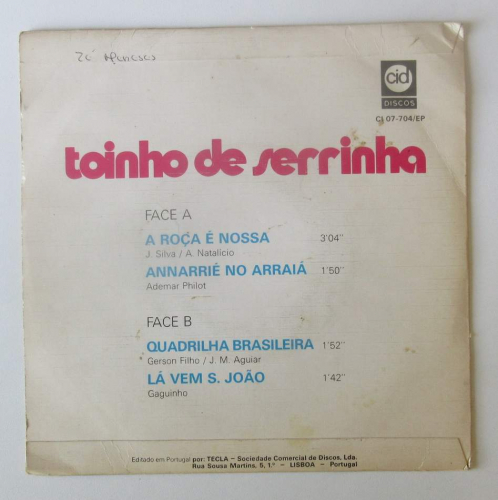 cid
DISCOS
CI 07-704/EP
toinho de serrinha
FACE A
A ROÇA É NOSSA 3'04"
J. Silva / A. Natalício
ANNARRIÊ NO ARRAIÁ 1'50"
Ademar Philot
FACE B
QUADRILHA BRASILEIRA 1'52"
Gerson Filho / J. M. Aguiar
LÁ VEM S. JOÃO 1'42"
Gaguinho
Editado em Portugal por: TECLA – Sociedade Comercial de Discos, Lda.
Rua Sousa Martins, 5, 1.º – LISBOA – Portugal